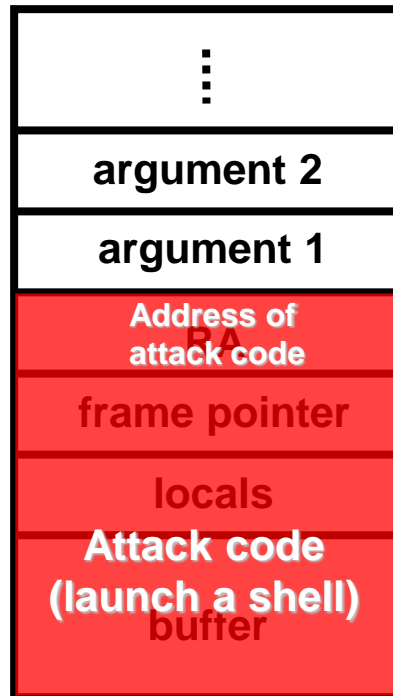 ⋮
argument 2
argument 1
Address of
RA
attack code
frame pointer
locals
Attack code
(launch a shell)
buffer